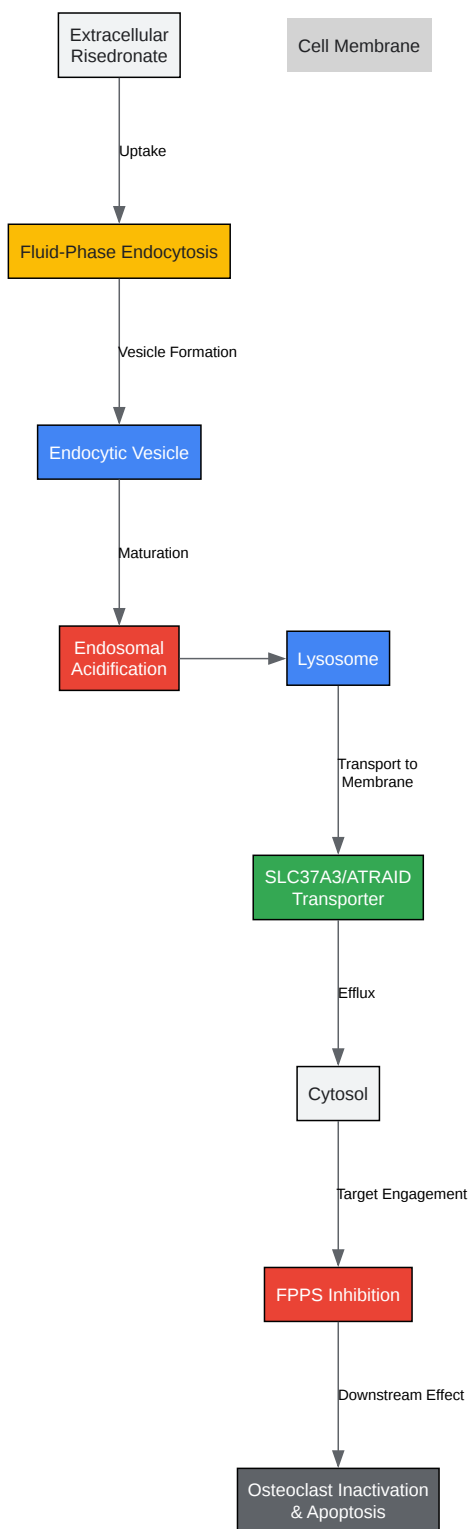 Extracellular
Risedronate
Cell Membrane
Uptake
Fluid-Phase Endocytosis
Vesicle Formation
Endocytic Vesicle
Maturation
Endosomal
Acidification
Lysosome
Transport to
Membrane
SLC37A3/ATRAID
Transporter
Efflux
Cytosol
Target Engagement
FPPS Inhibition
Downstream Effect
Osteoclast Inactivation
& Apoptosis